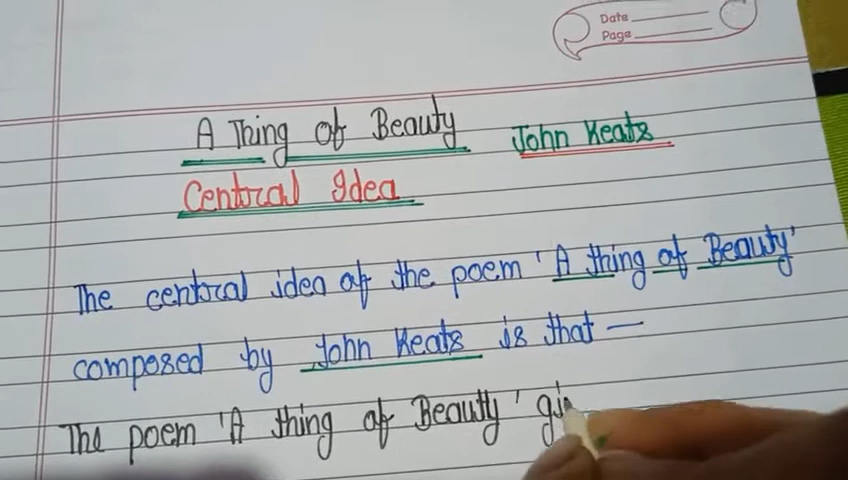 Date
Page
A Thing of Beauty John Keats
Central Idea
The central idea of the poem 'A thing of Beauty'
composed by John Keats is that —
The poem 'A thing of Beauty' gi